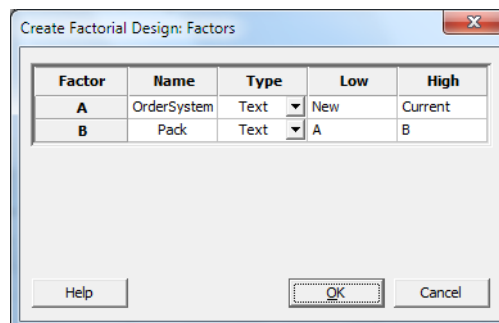 Create Factorial Design: Factors
X
Factor Name Type Low High
A OrderSystem Text New Current
B Pack Text A B
Help OK Cancel